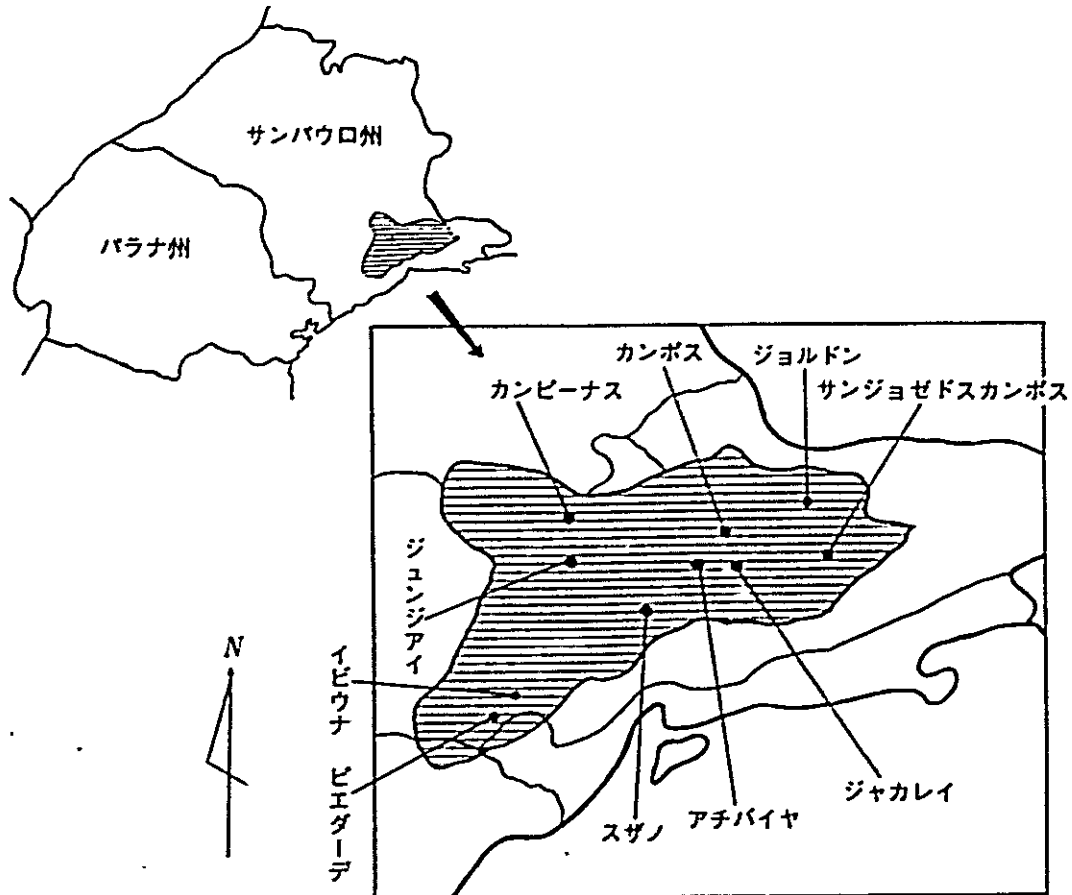 サンパウロ州
パラナ州
カンポス
ジョルドン
カンピーナス
サンジョゼドスカンポス
ジュンジアイ
N
イビウナ
ピエダーデ
ジャカレイ
アチバイヤ
スザノ